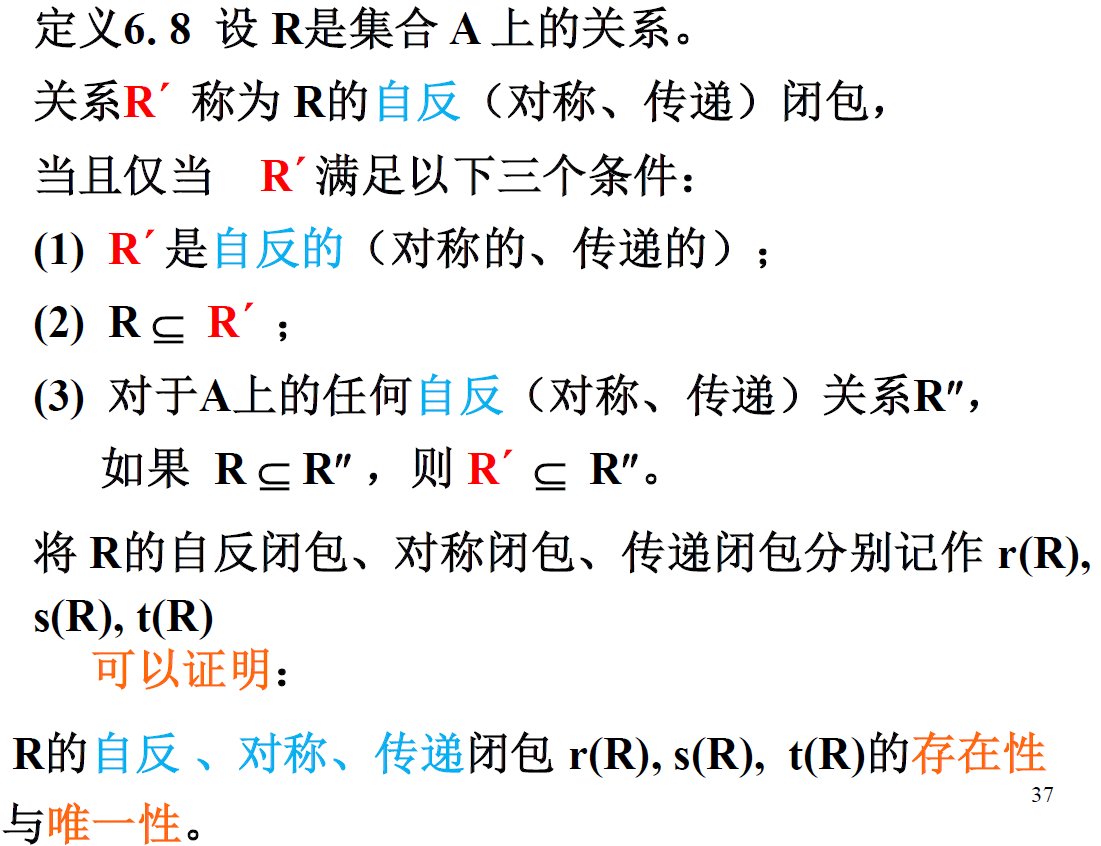 定义6. 8 设 R是集合 A 上的关系。
关系R′ 称为 R的自反（对称、传递）闭包，
当且仅当 R′满足以下三个条件：
(1) R′是自反的（对称的、传递的）；
(2) R ⊆ R′ ；
(3) 对于A上的任何自反（对称、传递）关系R″，
如果 R ⊆ R″ ，则 R′ ⊆ R″。
将 R的自反闭包、对称闭包、传递闭包分别记作 r(R),
s(R), t(R)
可以证明：
R的自反 、对称、传递闭包 r(R), s(R), t(R)的存在性
37
与唯一性。